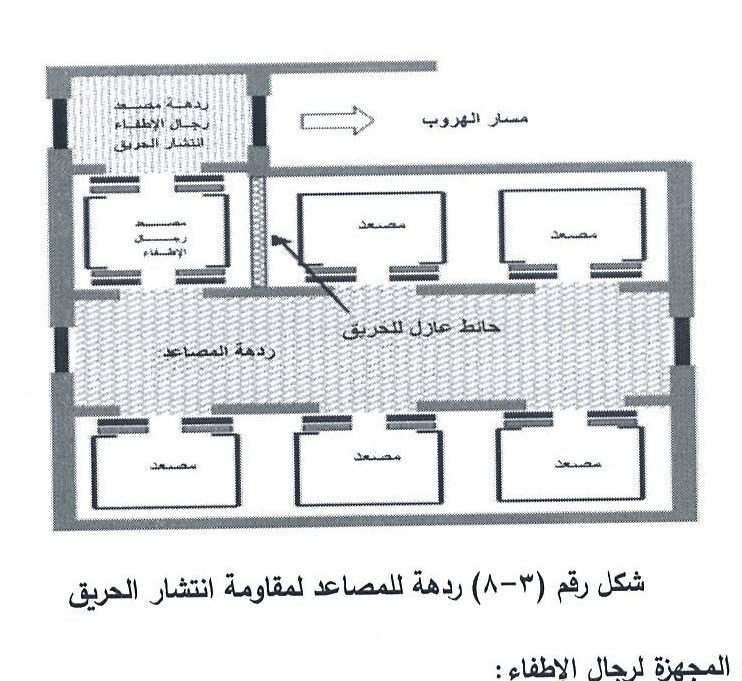 ردهة مصعد
رجال الإطفاء
انتشار الحريق
مسار الهروب
مصعد
رجال
الإطفاء
مصعد
مصعد
حائط عازل للحريق
ردهة المصاعد
مصعد
مصعد
مصعد
شكل رقم (٣-٨) ردهة للمصاعد لمقاومة انتشار الحريق
المجهزة لرجال الإطفاء :